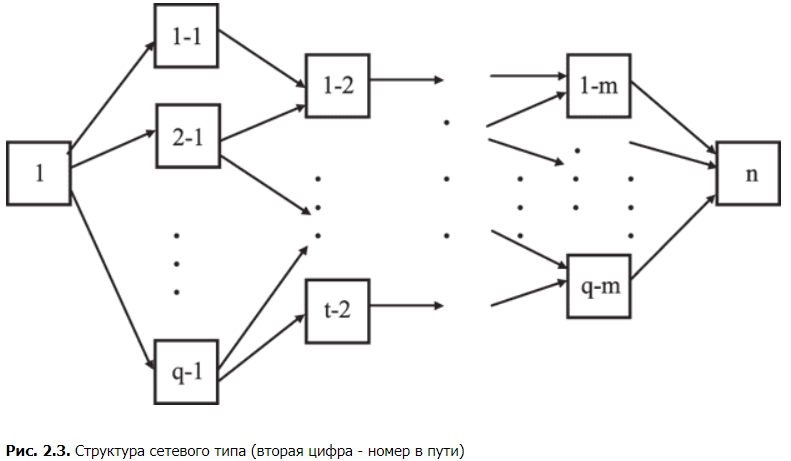 1-1
1-2
1-m
2-1
1
n
q-m
t-2
q-1
Рис. 2.3. Структура сетевого типа (вторая цифра - номер в пути)